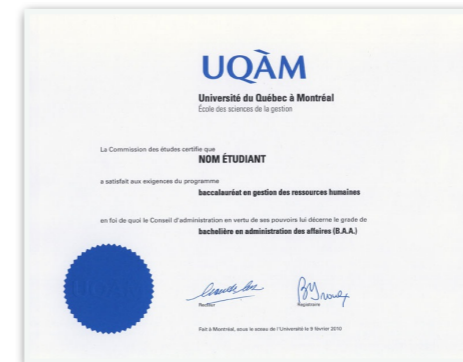 UQÀM
Université du Québec à Montréal
École des sciences de la gestion
La Commission des études certifie que
NOM ÉTUDIANT
a satisfait aux exigences du programme
baccalauréat en gestion des ressources humaines
en foi de quoi le Conseil d'administration en vertu de ses pouvoirs lui décerne le grade de
bachelière en administration des affaires (B.A.A.)
Recteur
Registraire
Fait à Montréal, sous le sceau de l'Université le 9 février 2010
UQAM